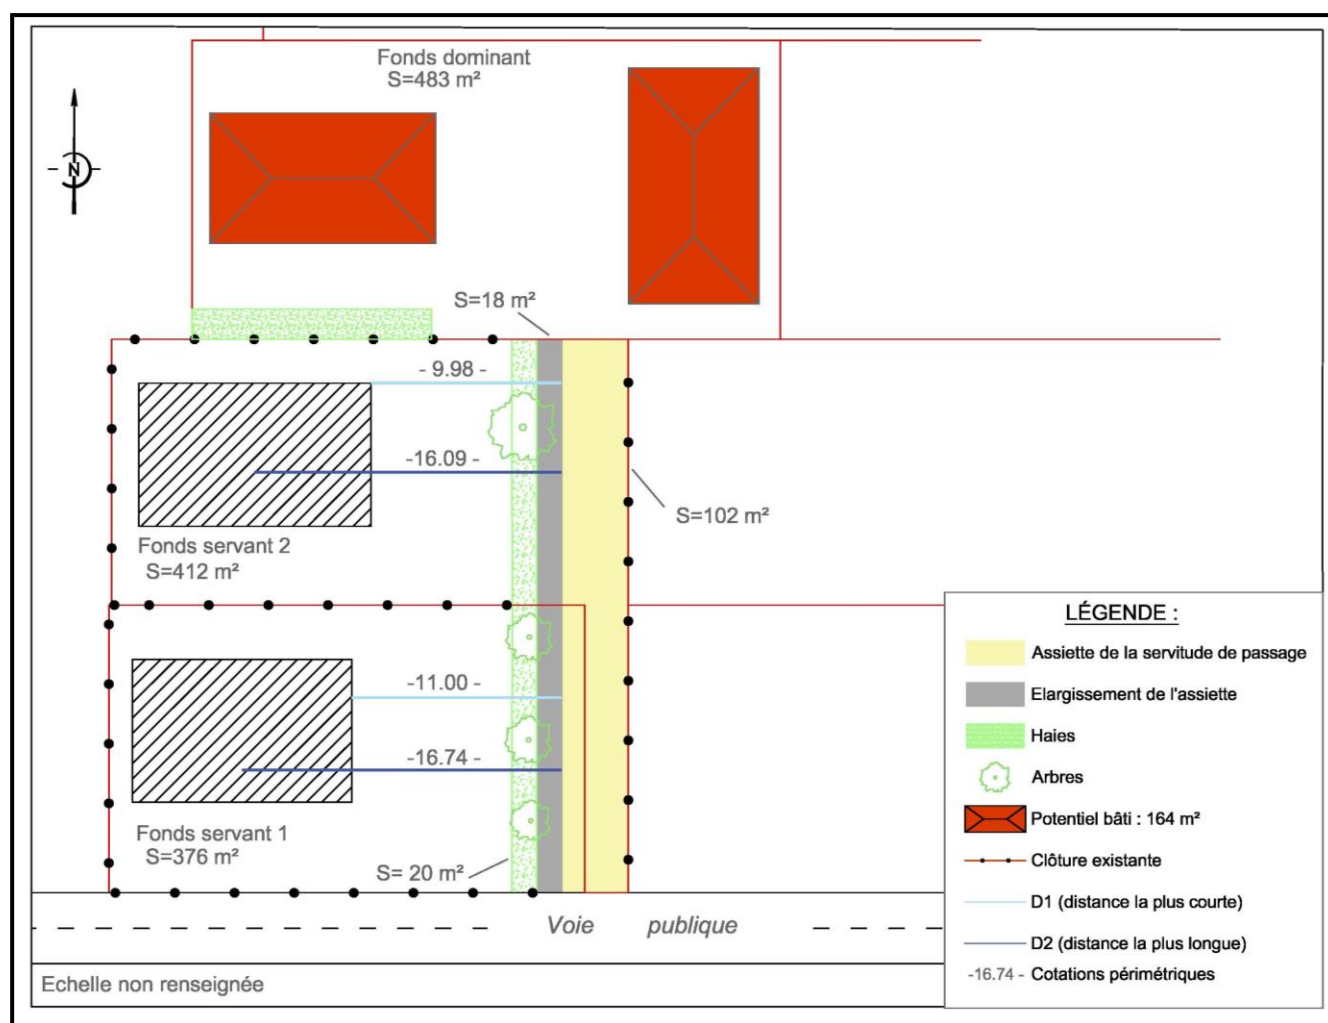 Fonds dominant
S=483 m²
N
S=18 m²
- 9.98 -
-16.09 -
S=102 m²
Fonds servant 2
S=412 m²
-11.00 -
-16.74 -
Fonds servant 1
S=376 m²
S= 20 m²
Voie publique
Echelle non renseignée
LÉGENDE :
Assiette de la servitude de passage
Elargissement de l'assiette
Haies
Arbres
Potentiel bâti : 164 m²
Clôture existante
D1 (distance la plus courte)
D2 (distance la plus longue)
-16.74 - Cotations périmétriques